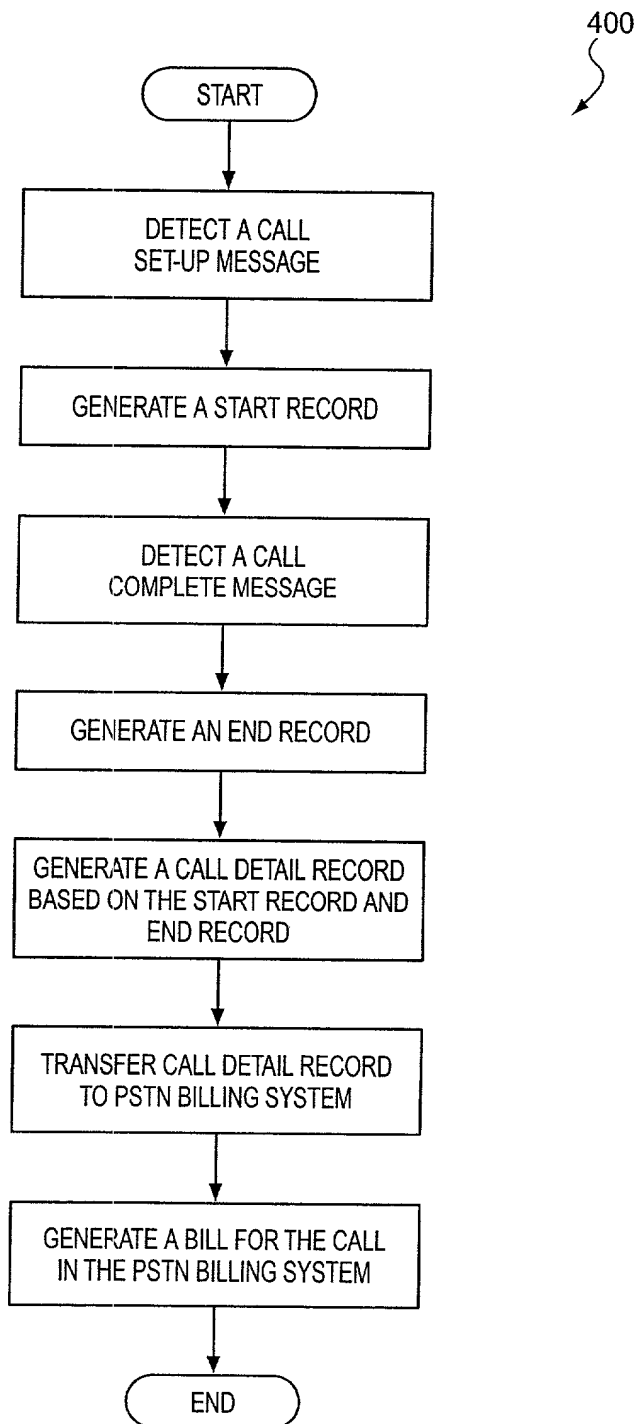 400
START
DETECT A CALL
SET-UP MESSAGE
GENERATE A START RECORD
DETECT A CALL
COMPLETE MESSAGE
GENERATE AN END RECORD
GENERATE A CALL DETAIL RECORD
BASED ON THE START RECORD AND
END RECORD
TRANSFER CALL DETAIL RECORD
TO PSTN BILLING SYSTEM
GENERATE A BILL FOR THE CALL
IN THE PSTN BILLING SYSTEM
END